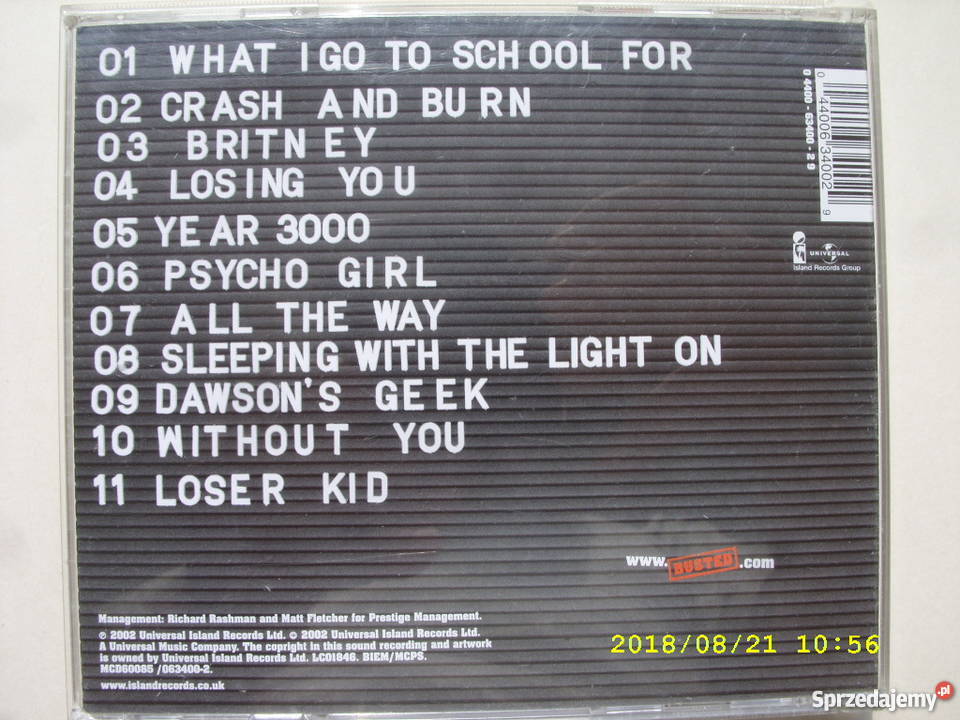 01 WHAT I GO TO SCHOOL FOR
02 CRASH AND BURN
03 BRITNEY
04 LOSING YOU
05 YEAR 3000
06 PSYCHO GIRL
07 ALL THE WAY
08 SLEEPING WITH THE LIGHT ON
09 DAWSON'S GEEK
10 WITHOUT YOU
11 LOSER KID
0 4400-63400-29
0 44006 34002 9
UNIVERSAL
Island Records Group
www.BUSTED.com
Management: Richard Rashman and Matt Fletcher for Prestige Management.
℗ 2002 Universal Island Records Ltd. © 2002 Universal Island Records Ltd.
A Universal Music Company. The copyright in this sound recording and artwork
is owned by Universal Island Records Ltd. LC01846. BIEM/MCPS.
MCD60085 /063400-2.
www.islandrecords.co.uk
2018/08/21 10:56
Sprzedajemy.pl